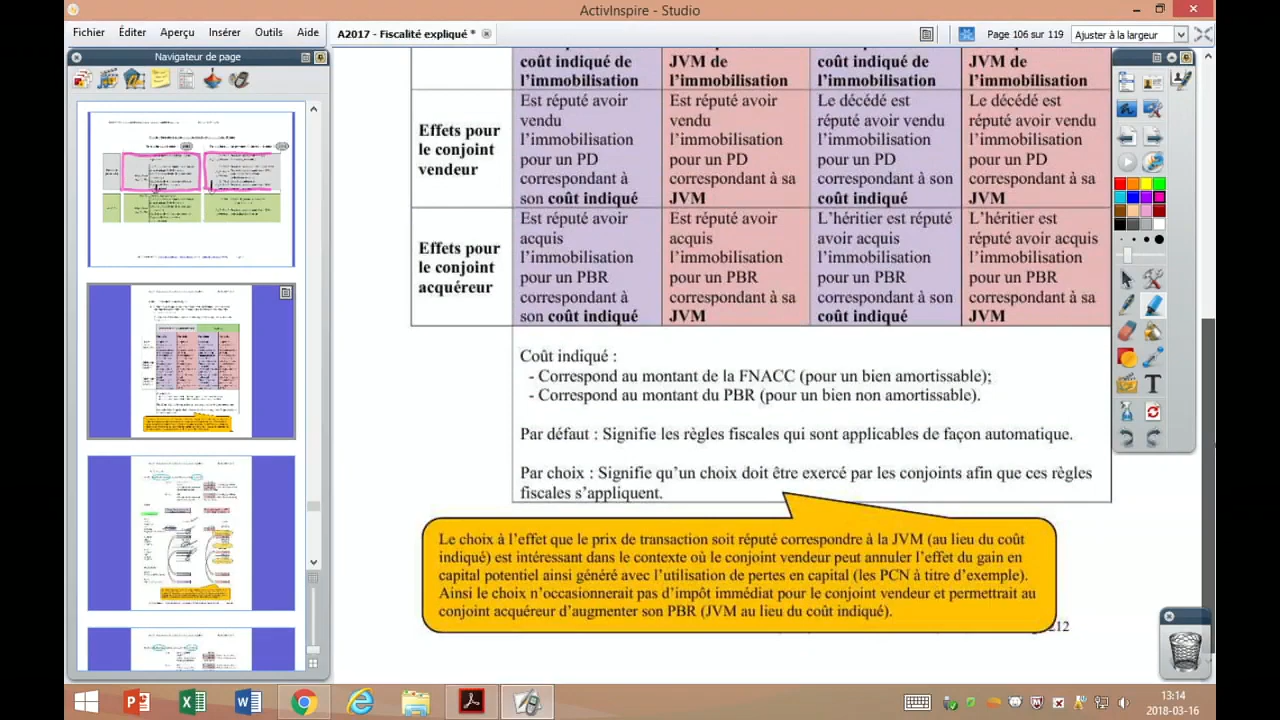 ActivInspire - Studio
Fichier Éditer Aperçu Insérer Outils Aide
A2017 - Fiscalité expliqué *
Page 106 sur 119
Ajuster à la largeur
Navigateur de page
coût indiqué de l'immobilisation
JVM de l'immobilisation
coût indiqué de l'immobilisation
JVM de l'immobilisation
Effets pour le conjoint vendeur
Est réputé avoir vendu l'immobilisation pour un PD correspondant à son coût indiqué
Est réputé avoir vendu l'immobilisation pour un PD correspondant à sa JVM
Le décédé est réputé avoir vendu l'immobilisation pour un PD correspondant à son coût indiqué
Le décédé est réputé avoir vendu l'immobilisation pour un PD correspondant à sa JVM
Effets pour le conjoint acquéreur
Est réputé avoir acquis l'immobilisation pour un PBR correspondant à son coût indiqué
Est réputé avoir acquis l'immobilisation pour un PBR correspondant à sa JVM
L'héritier est réputé avoir acquis l'immobilisation pour un PBR correspondant à son coût indiqué
L'héritier est réputé avoir acquis l'immobilisation pour un PBR correspondant à sa JVM
Coût indiqué :
- Correspond au montant de la FNACC (pour un bien amortissable);
- Correspond au montant du PBR (pour un bien non amortissable).
Par défaut : Signifie les règles fiscales qui sont applicables de façon automatique.
Par choix : Signifie qu'un choix doit être exercé par les conjoints afin que ces règles
fiscales s'appliquent.
Le choix à l'effet que le prix de transaction soit réputé correspondre à la JVM (au lieu du coût
indiqué) est intéressant dans un contexte où le conjoint vendeur peut annuler l'effet du gain en
capital potentiel ainsi généré avec l'utilisation de pertes en capital (des PCN à titre d'exemple).
Ainsi le choix n'occasionnerait pas d'impôt immédiat pour le conjoint vendeur et permettrait au
conjoint acquéreur d'augmenter son PBR (JVM au lieu du coût indiqué).
12
13:14
2018-03-16